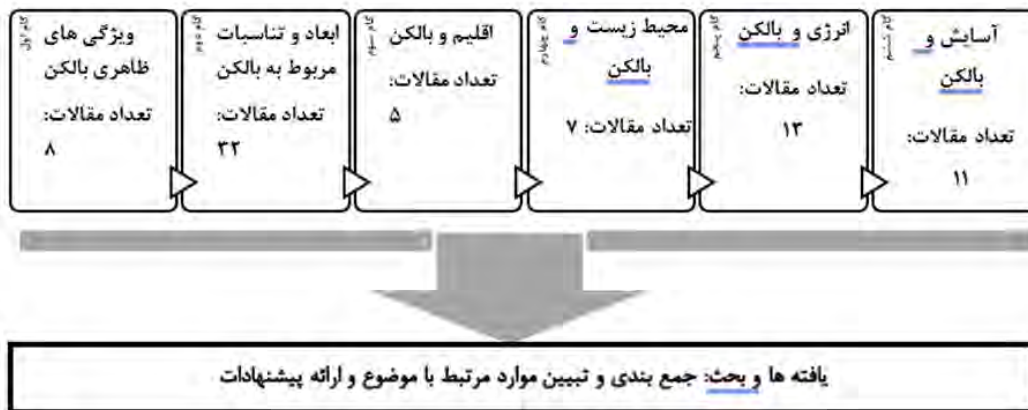 گام اول
ویژگی های
ظاهری بالکن
تعداد مقالات:
۸
گام دوم
ابعاد و تناسبات
مربوط به بالکن
تعداد مقالات:
۳۲
گام سوم
اقلیم و بالکن
تعداد مقالات:
۵
گام چهارم
محیط زیست و
بالکن
تعداد مقالات: ۷
گام پنجم
انرژی و بالکن
تعداد مقالات:
۱۳
گام ششم
آسایش و
بالکن
تعداد مقالات:
۱۱
یافته ها و بحث: جمع بندی و تبیین موارد مرتبط با موضوع و ارائه پیشنهادات